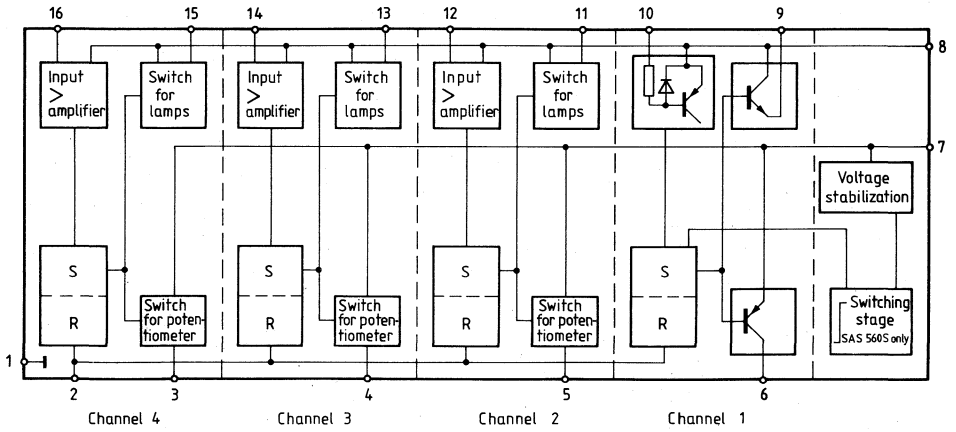 16 15 14 13 12 11 10 9
8
Input
>
amplifier
Switch
for
lamps
Input
>
amplifier
Switch
for
lamps
Input
>
amplifier
Switch
for
lamps
7
Voltage
stabilization
S
R
Switch
for poten-
tiometer
S
R
Switch
for poten-
tiometer
S
R
Switch
for poten-
tiometer
S
R
Switching
stage
SAS 560S only
1
2 3 4 5 6
Channel 4 Channel 3 Channel 2 Channel 1